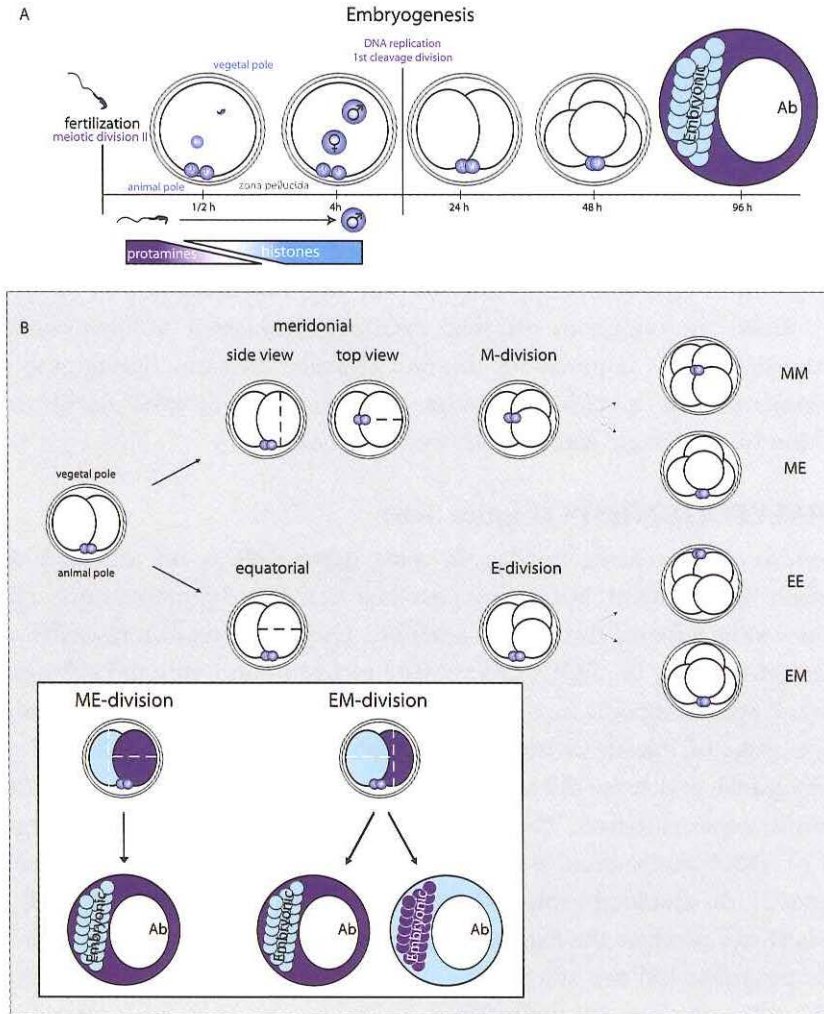 A
Embryogenesis
DNA replication
1st cleavage division
vegetal pole
fertilization
meiotic division II
Embryonic
Ab
animal pole
zona pellucida
1/2 h
4h
24 h
48 h
96 h
protamines
histones
B
meridonial
side view
top view
M-division
MM
ME
vegetal pole
animal pole
equatorial
E-division
EE
EM
ME-division
EM-division
Embryonic
Ab
Embryonic
Ab
Embryonic
Ab